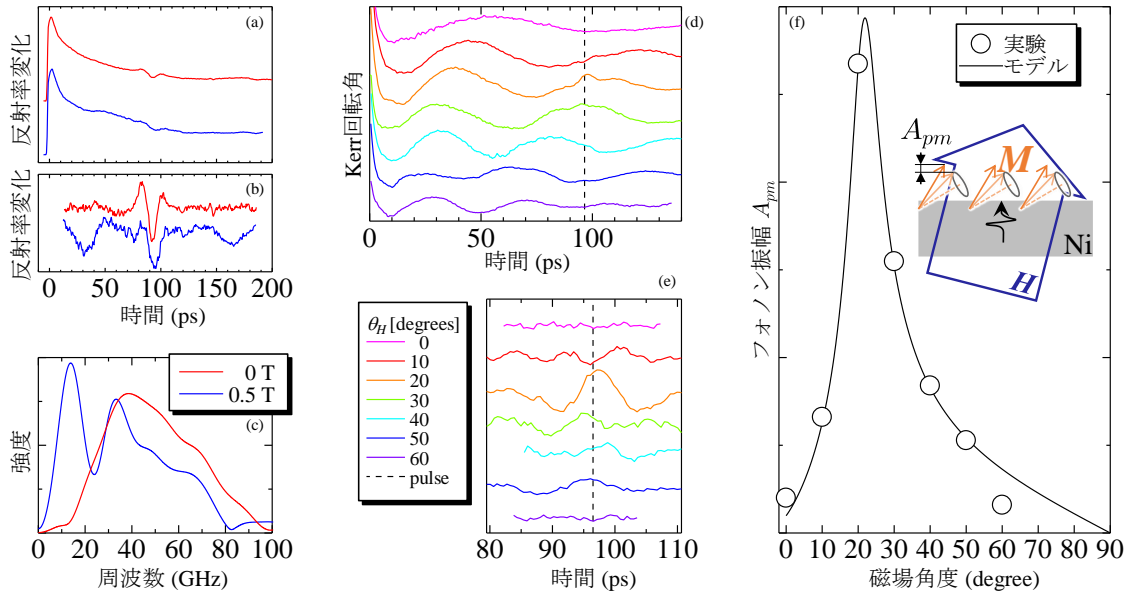 (a)
反射率変化
(b)
反射率変化
0 50 100 150 200
時間 (ps)
0 T
0.5 T
(c)
強度
0 20 40 60 80 100
周波数 (GHz)
(d)
Kerr回転角
0 50 100
時間 (ps)
(e)
θH [degrees]
0
10
20
30
40
50
60
pulse
80 90 100 110
時間 (ps)
(f)
実験
モデル
Apm
M
Ni
H
フォノン振幅 Apm
0 10 20 30 40 50 60 90
磁場角度 (degree)